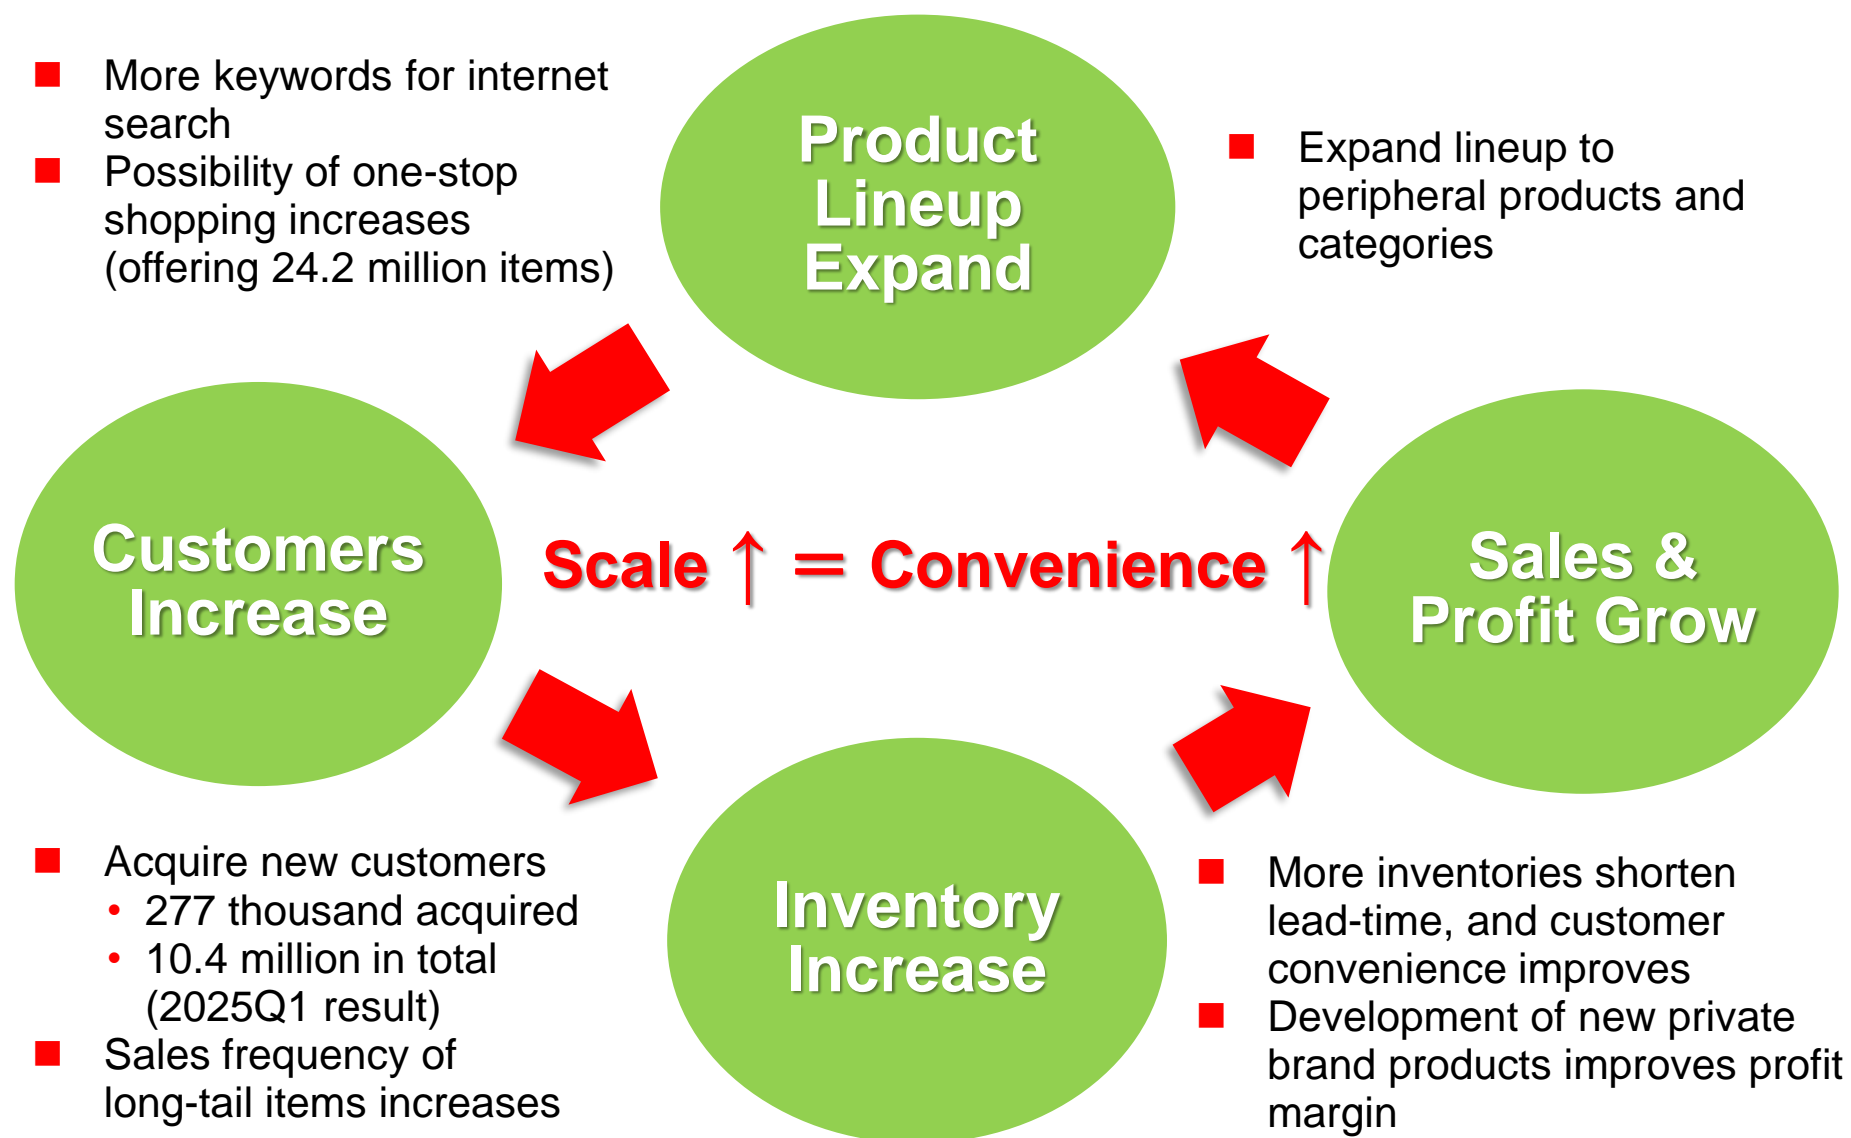 More keywords for internet
search
Possibility of one-stop
shopping increases
(offering 24.2 million items)
Product
Lineup
Expand
Expand lineup to
peripheral products and
categories
Customers
Increase
Scale ↑ = Convenience ↑
Sales &
Profit Grow
Acquire new customers
• 277 thousand acquired
• 10.4 million in total
(2025Q1 result)
Sales frequency of
long-tail items increases
Inventory
Increase
More inventories shorten
lead-time, and customer
convenience improves
Development of new private
brand products improves profit
margin